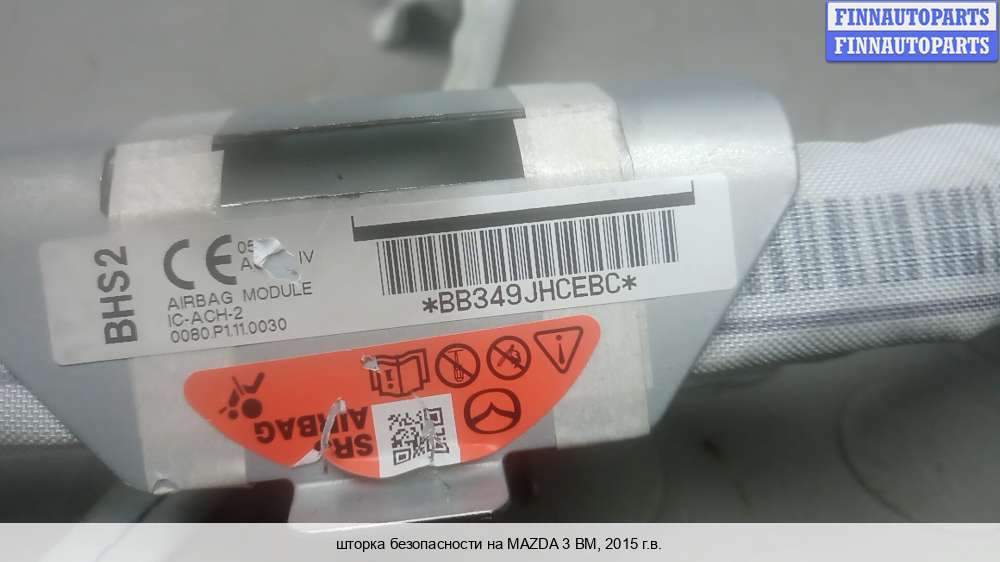 FINNAUTOPARTS
FINNAUTOPARTS
BHS2
CE
IV
AIRBAG MODULE
IC-ACH-2
0080.P1.11.0030
*BB349JHCEBC*
AIRBAG
шторка безопасности на MAZDA 3 BM, 2015 г.в.